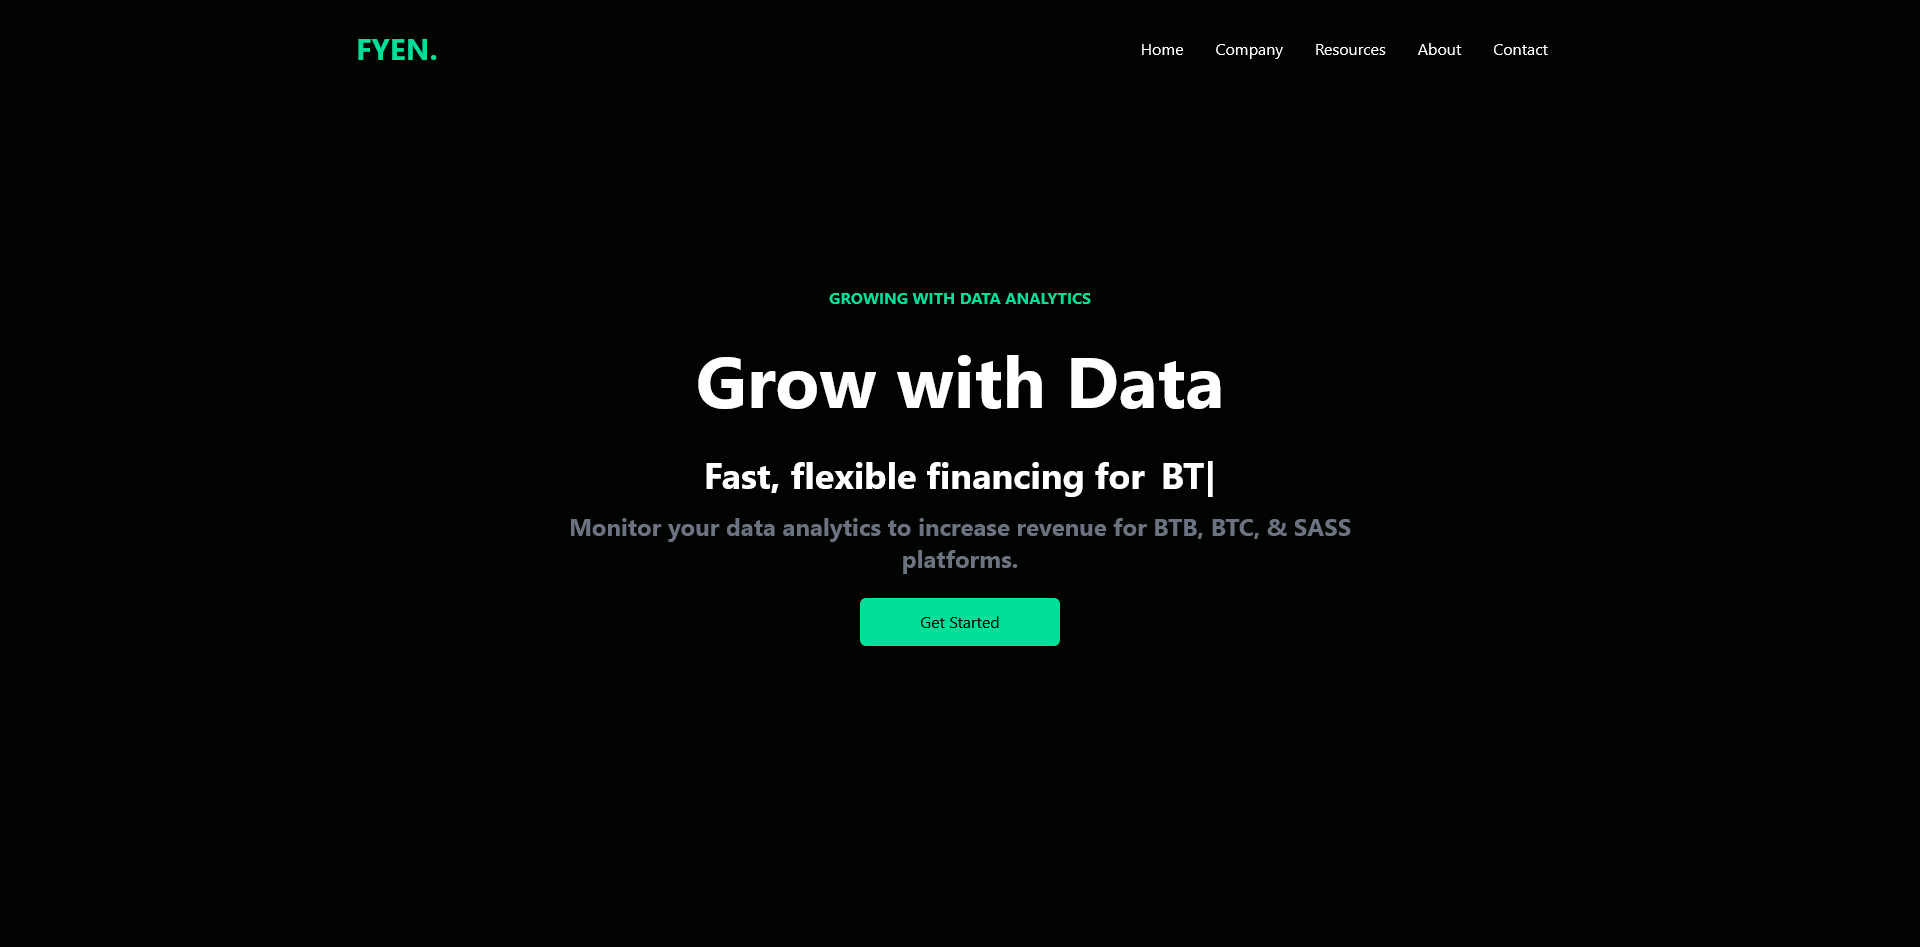 FYEN.
Home Company Resources About Contact
GROWING WITH DATA ANALYTICS
Grow with Data
Fast, flexible financing for BT|
Monitor your data analytics to increase revenue for BTB, BTC, & SASS
platforms.
Get Started